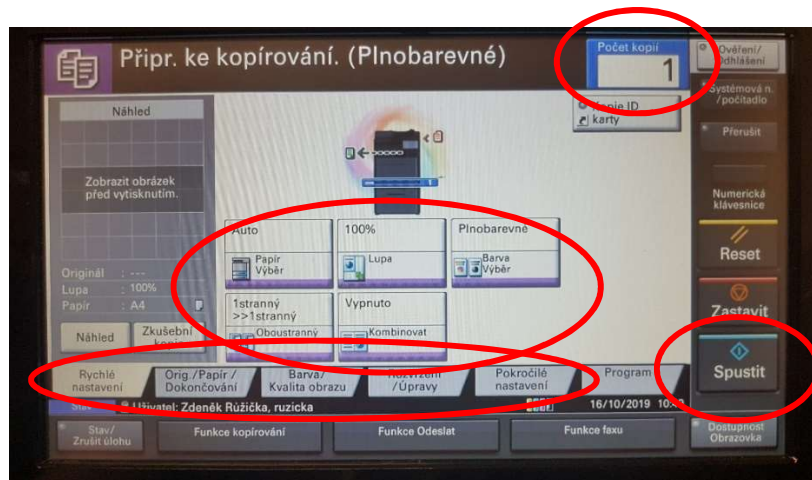 Připr. ke kopírování. (Plnobarevné)
Počet kopií
1
Ověření/
Odhlášení
Systémová n.
/počítadlo
Přerušit
Numerická
klávesnice
Reset
Zastavit
Spustit
Dostupnost
Obrazovka
Kopie ID
karty
Náhled
Zobrazit obrázek
před vytisknutím.
Originál : ---
Lupa : 100%
Papír : A4
Náhled
Zkušební
kopie
Auto
Papír
Výběr
100%
Lupa
Plnobarevné
Barva
Výběr
1stranný
>>1stranný
Oboustranný
Vypnuto
Kombinovat
Rychlé
nastavení
Orig./Papír /
Dokončování
Barva/
Kvalita obrazu
/Úpravy
Pokročilé
nastavení
Program
Stav
Uživatel: Zdeněk Růžička, ruzicka
16/10/2019
Stav/
Zrušit úlohu
Funkce kopírování
Funkce Odeslat
Funkce faxu